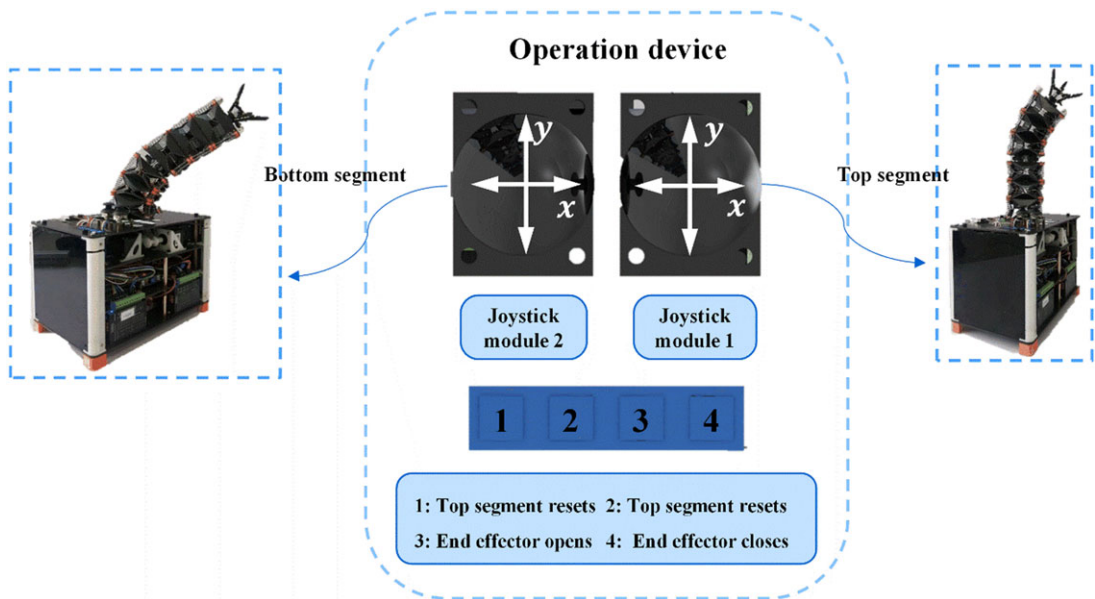 Operation device
y
y
x
x
Bottom segment
Top segment
Joystick
module 2
Joystick
module 1
1 2 3 4
1: Top segment resets 2: Top segment resets
3: End effector opens 4: End effector closes